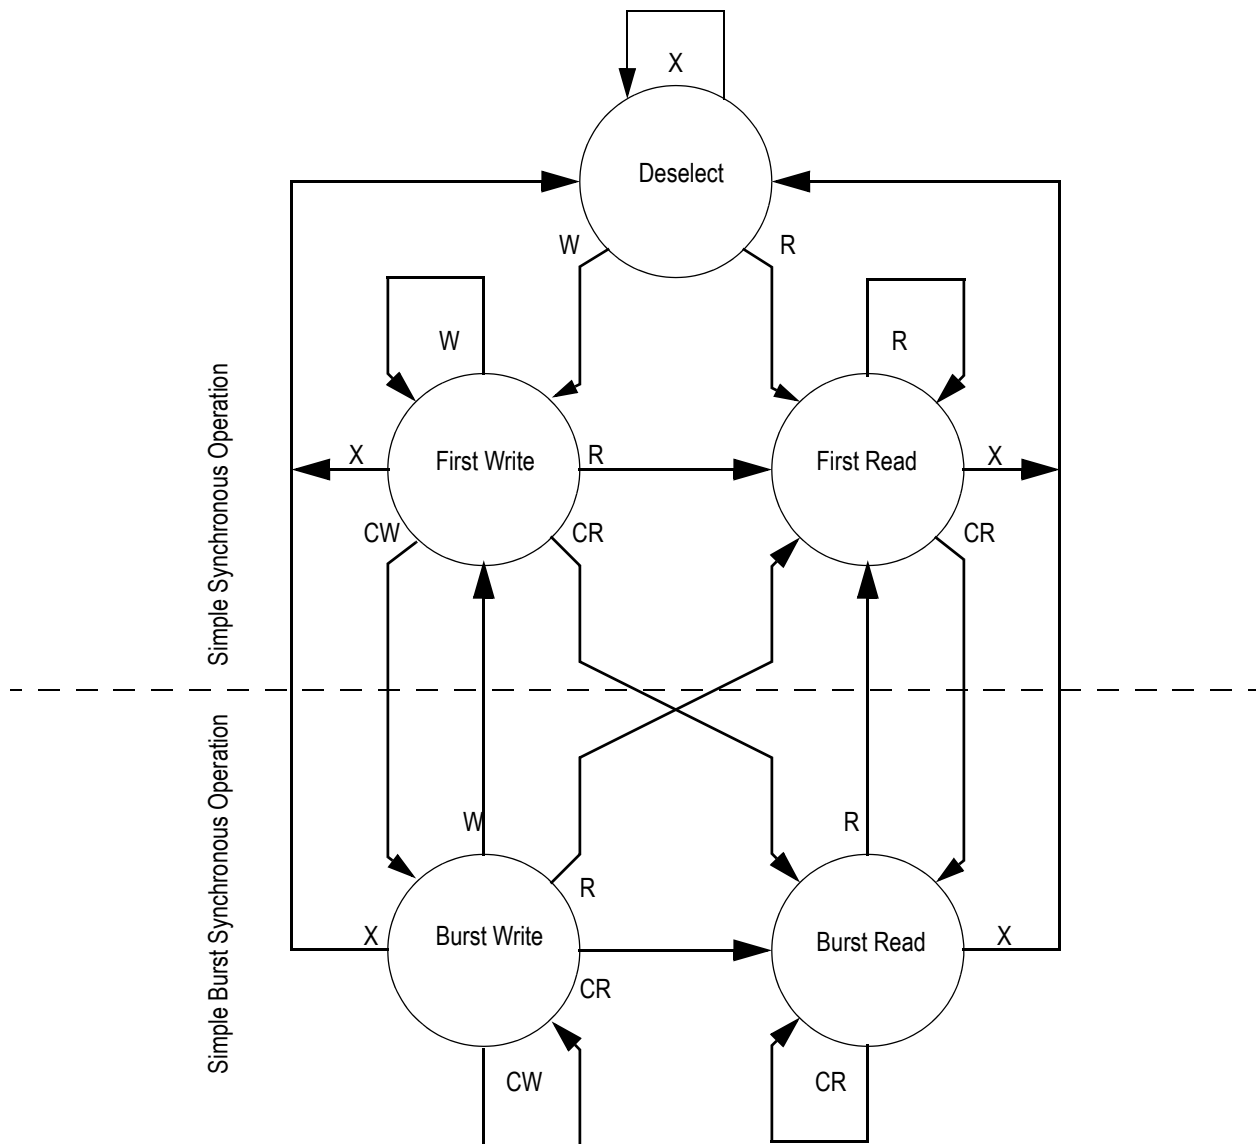 X
Deselect
W
R
W
R
Simple Synchronous Operation
X
First Write
R
First Read
X
CW
CR
CR
Simple Burst Synchronous Operation
W
R
R
X
Burst Write
Burst Read
X
CR
CW
CR